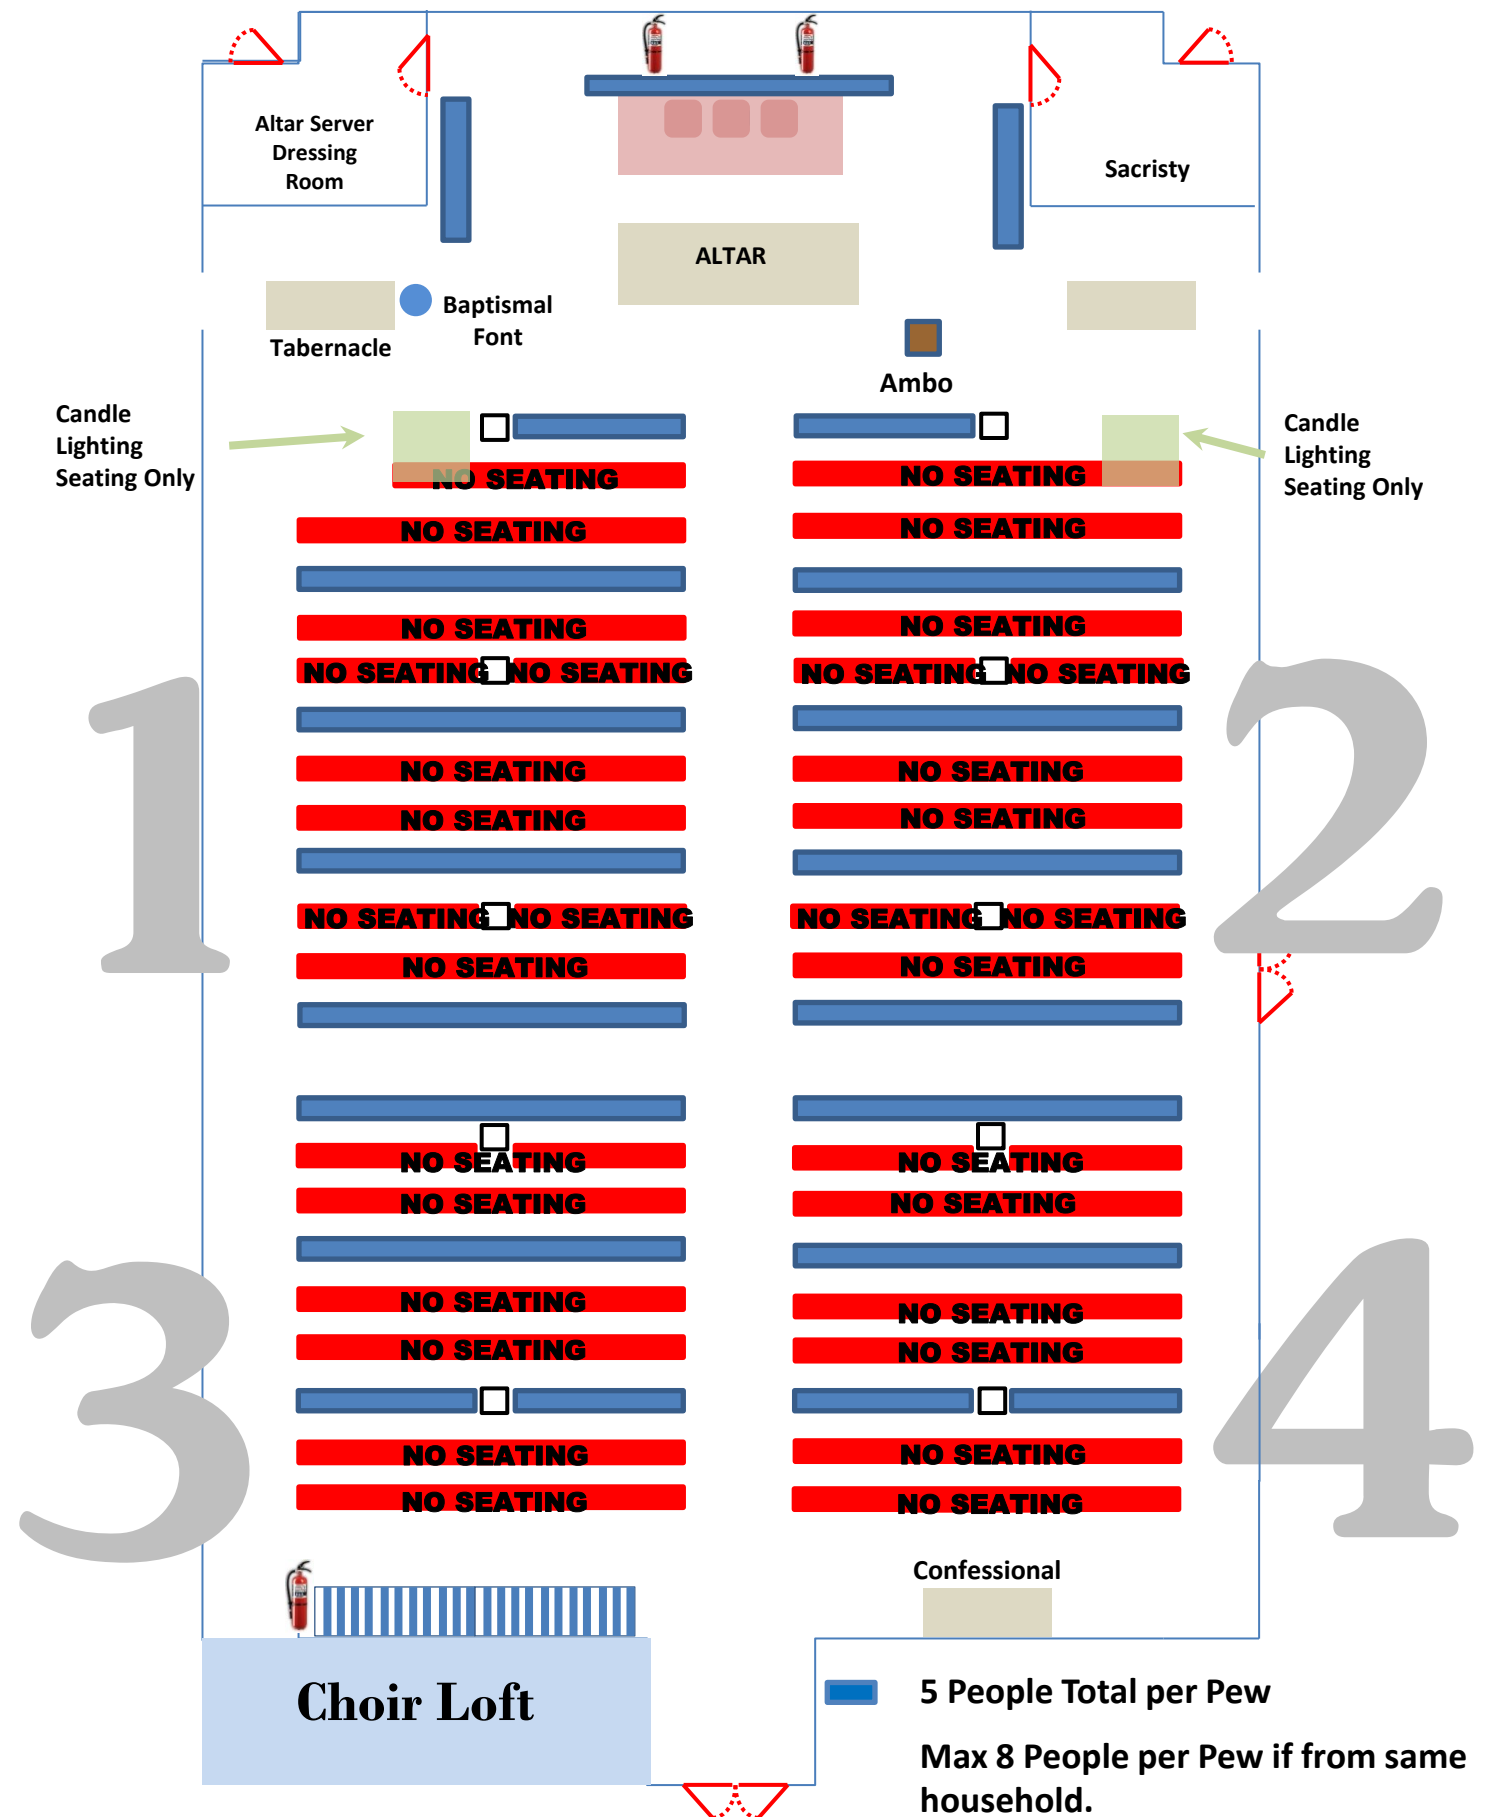 Altar Server
Dressing
Room
Sacristy
ALTAR
Baptismal
Font
Tabernacle
Ambo
Candle
Lighting
Seating Only
Candle
Lighting
Seating Only
NO SEATING
NO SEATING
NO SEATING
NO SEATING
NO SEATING
NO SEATING
NO SEATING NO SEATING
NO SEATING NO SEATING
1
2
NO SEATING
NO SEATING
NO SEATING
NO SEATING
NO SEATING NO SEATING
NO SEATING NO SEATING
NO SEATING
NO SEATING
NO SEATING
NO SEATING
NO SEATING
NO SEATING
3
4
NO SEATING
NO SEATING
NO SEATING
NO SEATING
NO SEATING
NO SEATING
NO SEATING
NO SEATING
Confessional
Choir Loft
5 People Total per Pew
Max 8 People per Pew if from same
household.